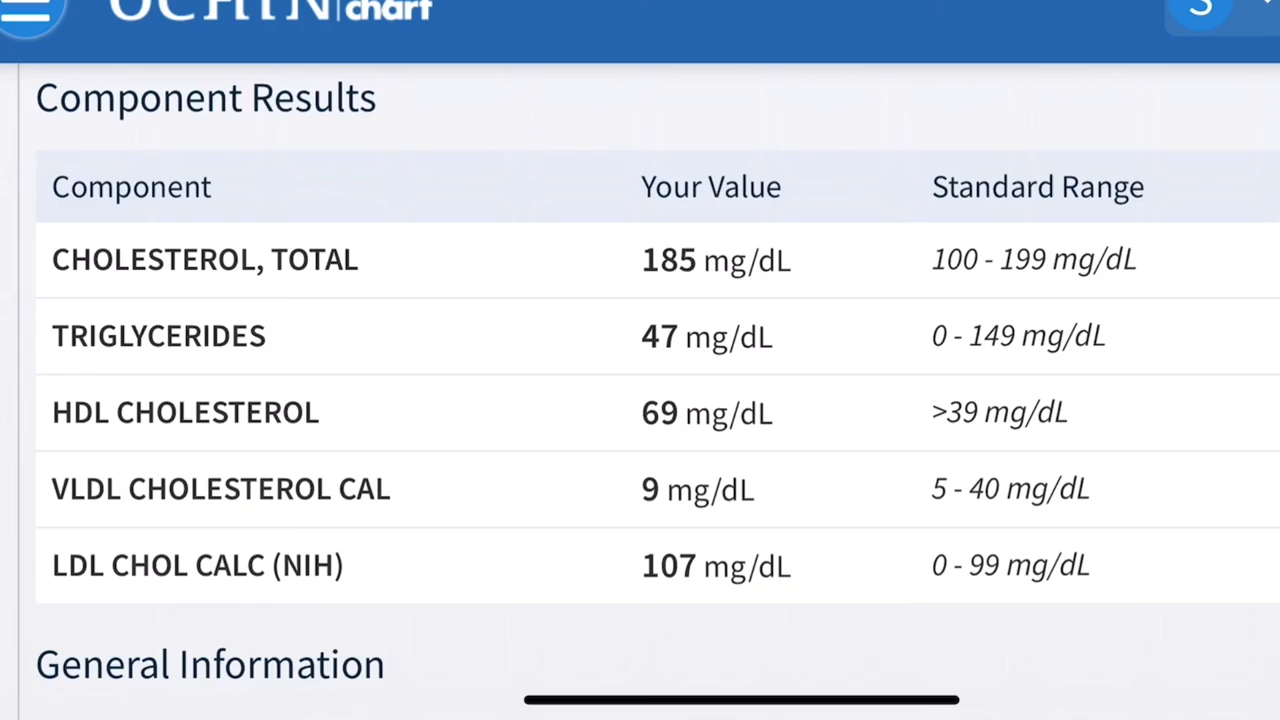 OCHIN chart S
Component Results
Component Your Value Standard Range
CHOLESTEROL, TOTAL 185 mg/dL 100 - 199 mg/dL
TRIGLYCERIDES 47 mg/dL 0 - 149 mg/dL
HDL CHOLESTEROL 69 mg/dL >39 mg/dL
VLDL CHOLESTEROL CAL 9 mg/dL 5 - 40 mg/dL
LDL CHOL CALC (NIH) 107 mg/dL 0 - 99 mg/dL
General Information